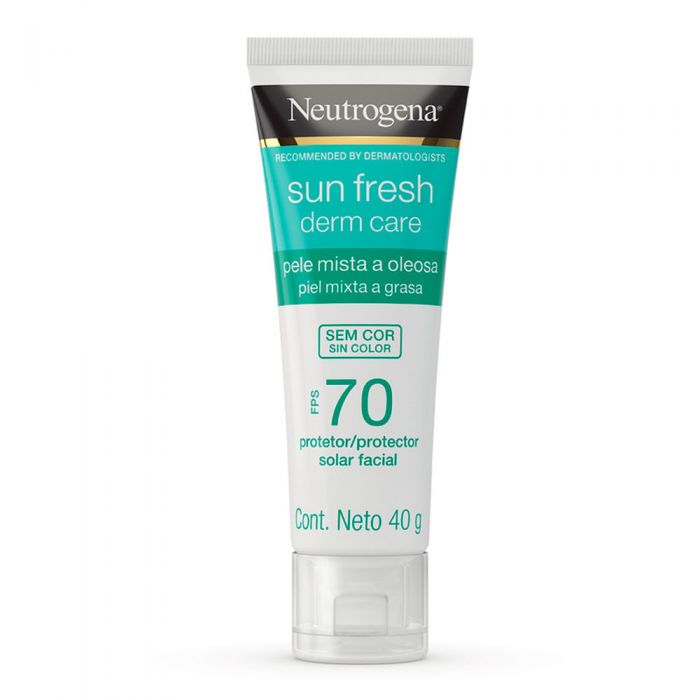 Neutrogena®
RECOMMENDED BY DERMATOLOGISTS
sun fresh
derm care
pele mista a oleosa
piel mixta a grasa
SEM COR
SIN COLOR
FPS 70
protetor/protector
solar facial
Cont. Neto 40 g